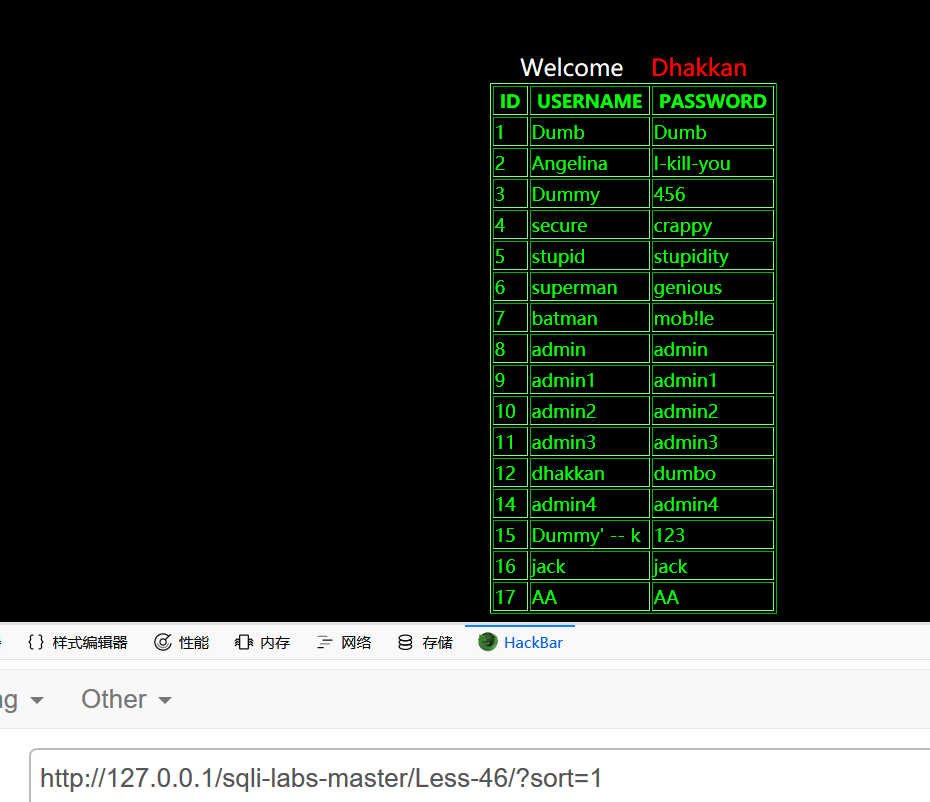 Welcome Dhakkan
ID USERNAME PASSWORD
1 Dumb Dumb
2 Angelina I-kill-you
3 Dummy 456
4 secure crappy
5 stupid stupidity
6 superman genious
7 batman mob!le
8 admin admin
9 admin1 admin1
10 admin2 admin2
11 admin3 admin3
12 dhakkan dumbo
14 admin4 admin4
15 Dummy' -- k 123
16 jack jack
17 AA AA
{} 样式编辑器 性能 内存 网络 存储 HackBar
ng Other
http://127.0.0.1/sqli-labs-master/Less-46/?sort=1